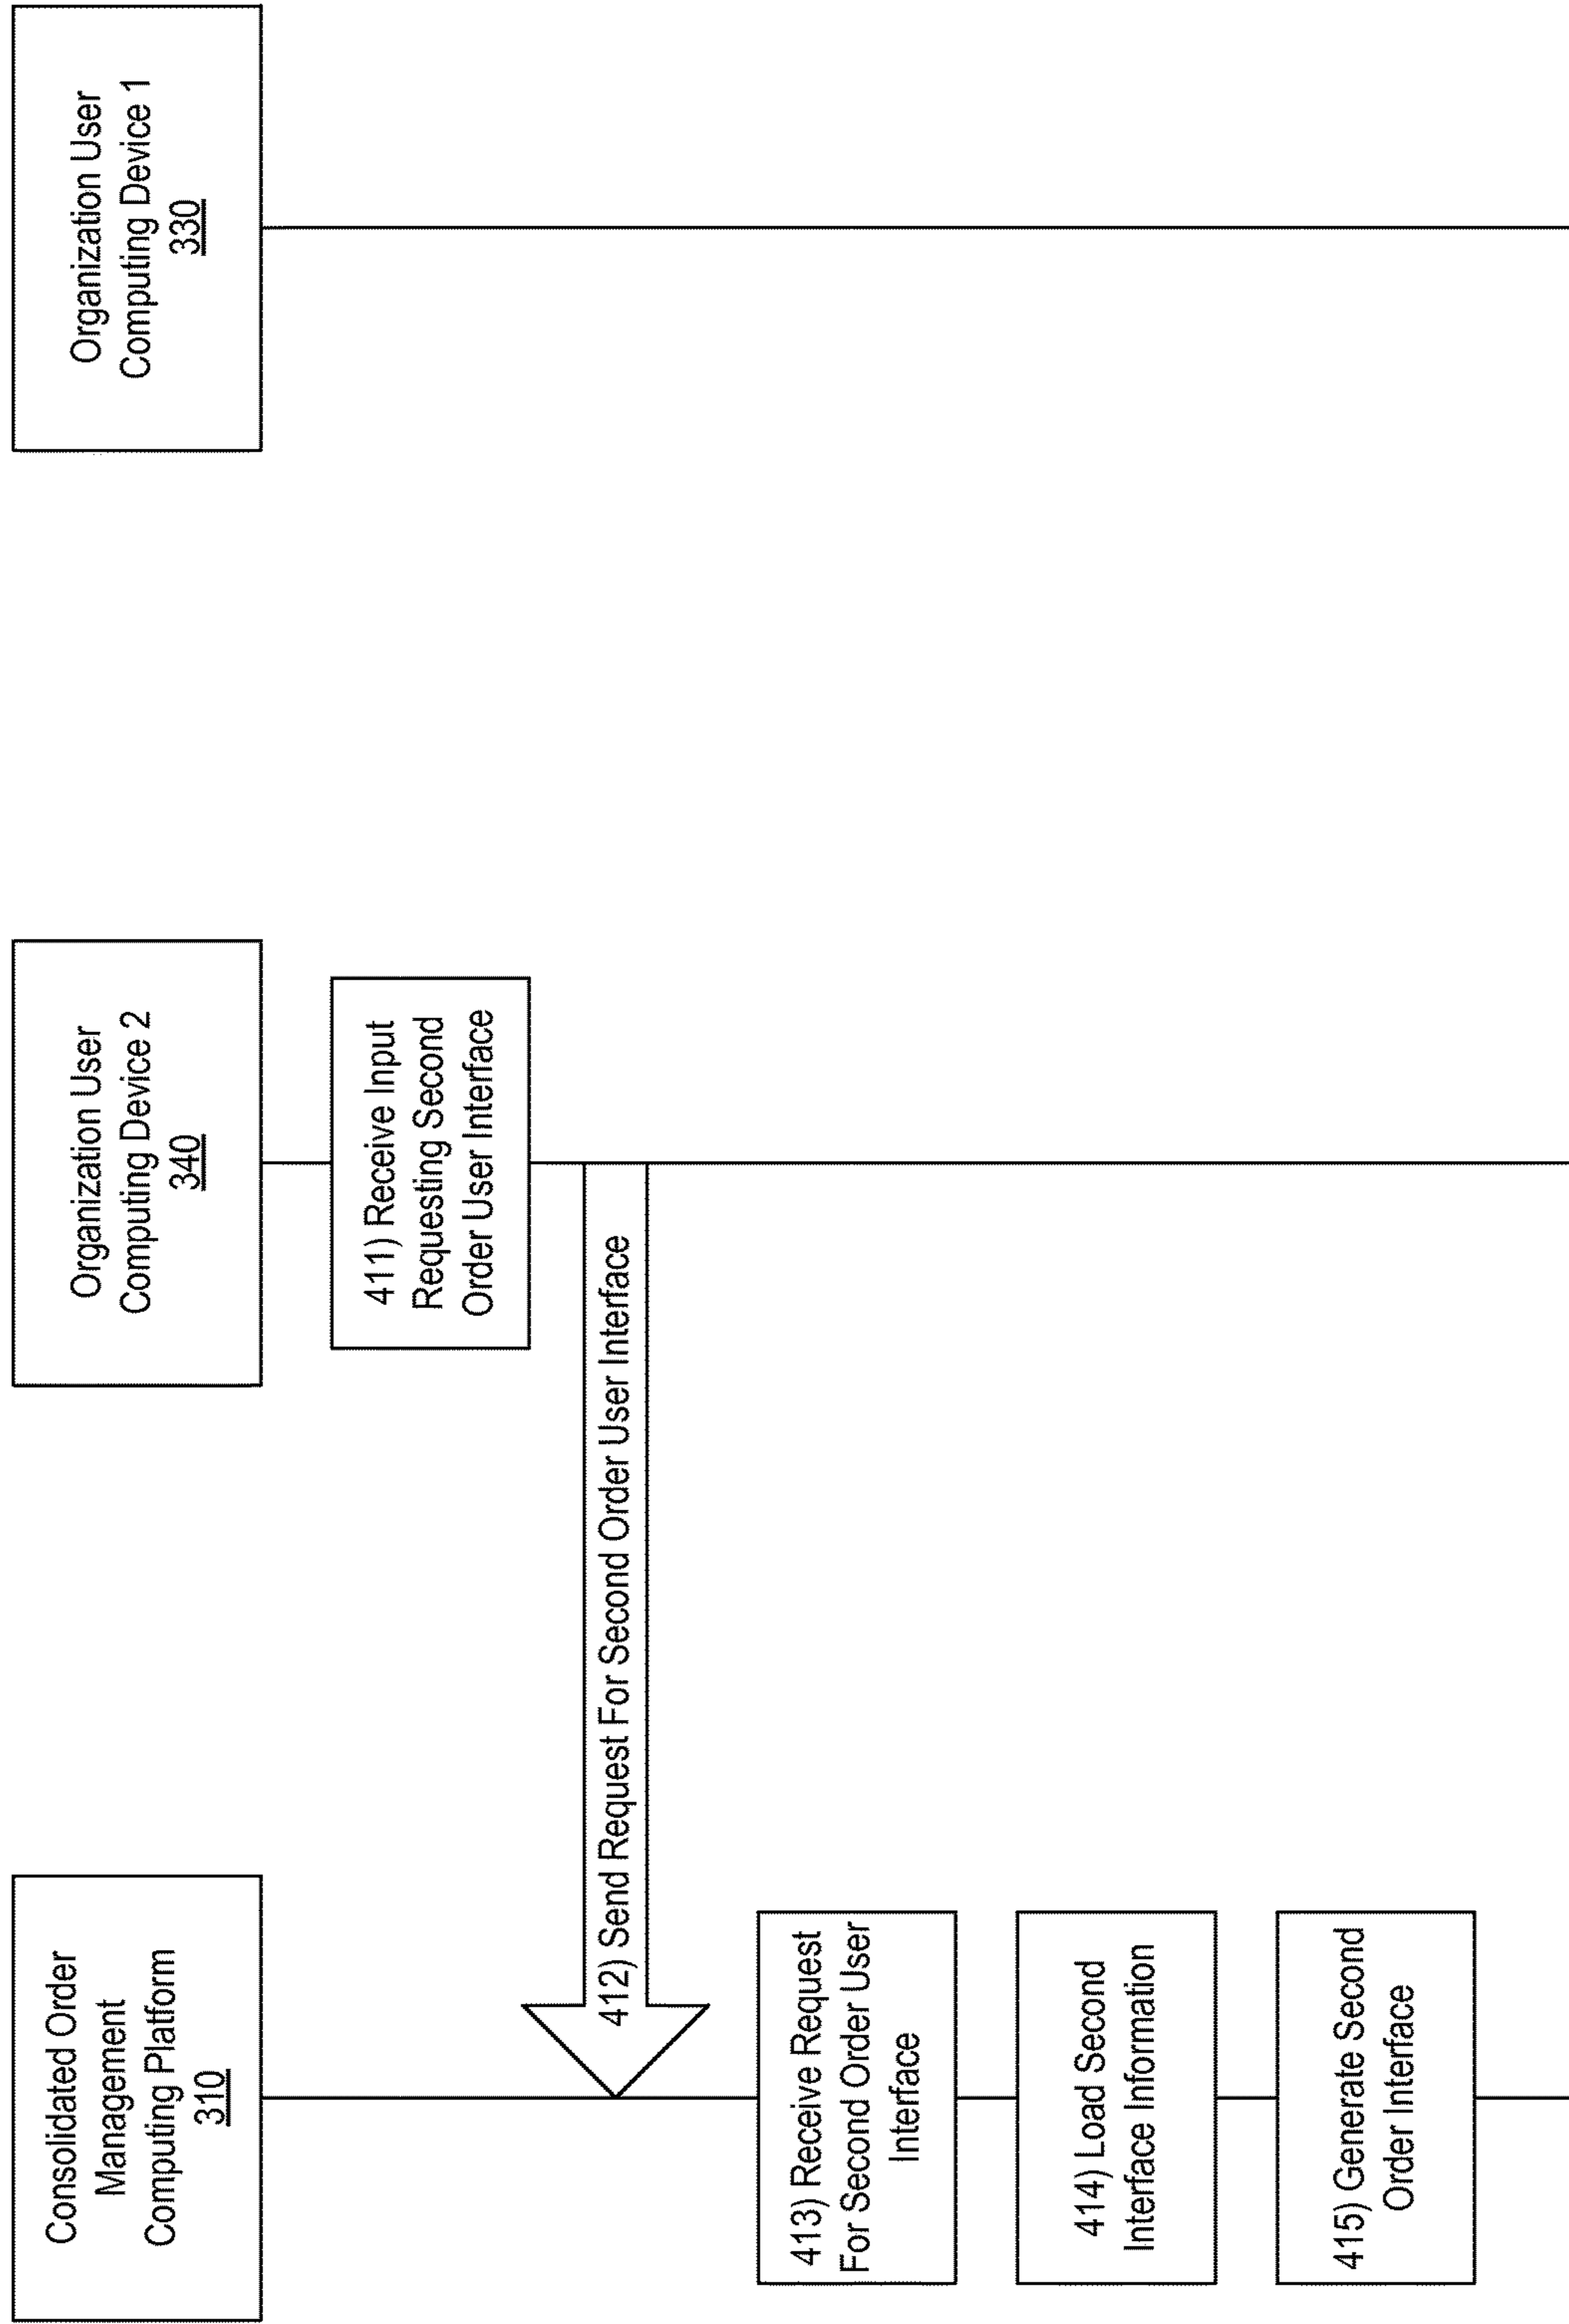 Consolidated Order
Management
Computing Platform
310
Organization User
Computing Device 2
340
Organization User
Computing Device 1
330
411) Receive Input
Requesting Second
Order User Interface
412) Send Request For Second Order User Interface
413) Receive Request
For Second Order User
Interface
414) Load Second
Interface Information
415) Generate Second
Order Interface